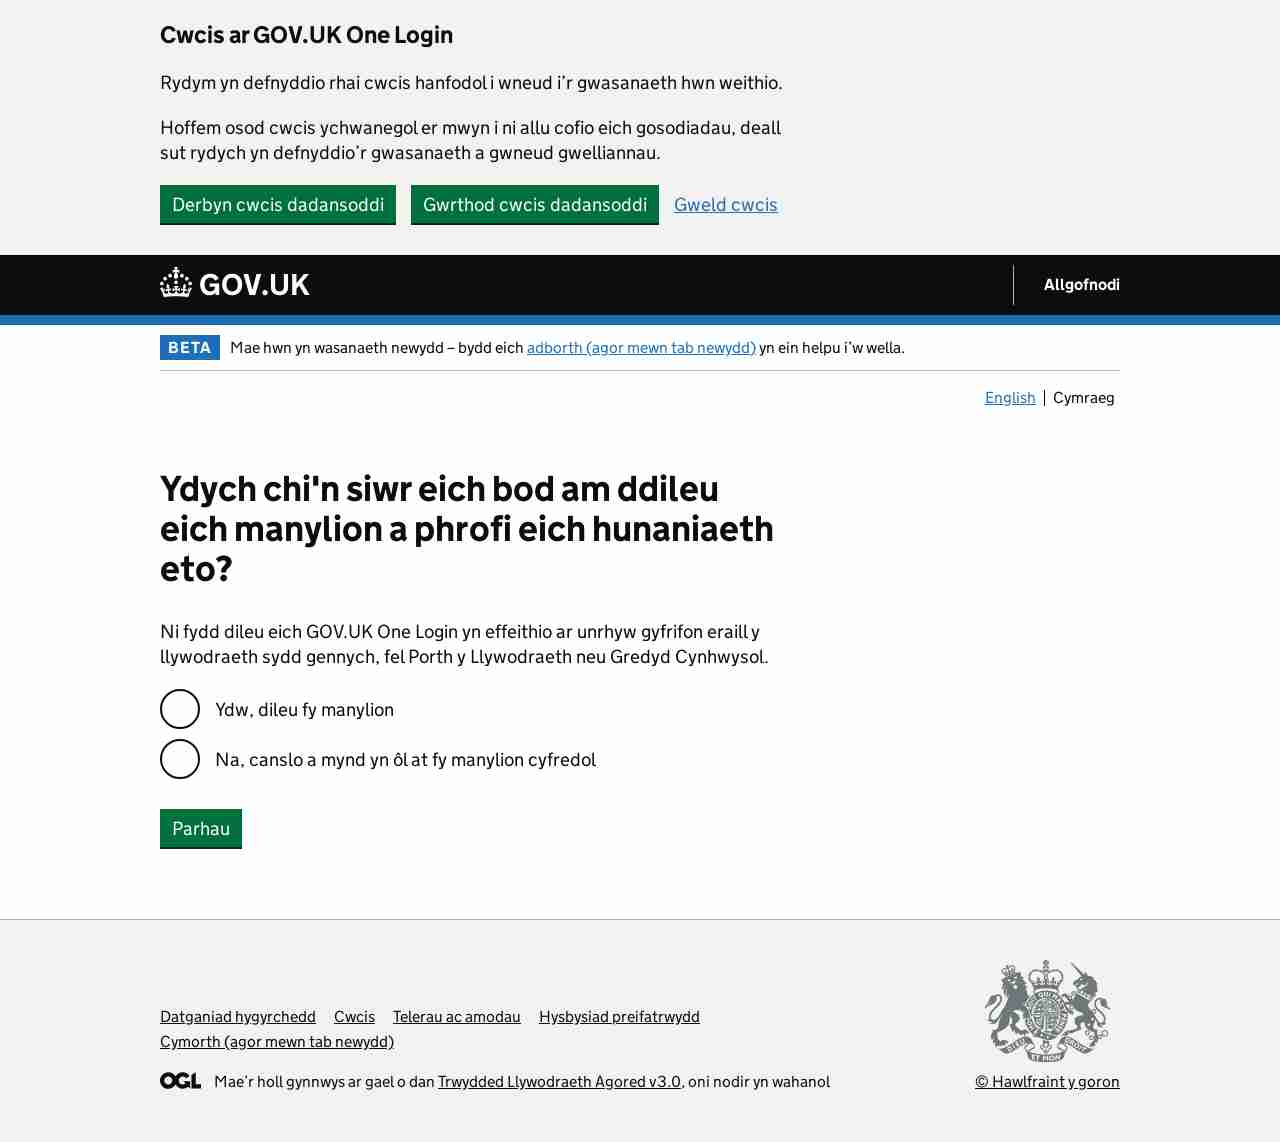 Cwcis ar GOV.UK One Login
Rydym yn defnyddio rhai cwcis hanfodol i wneud i’r gwasanaeth hwn weithio.
Hoffem osod cwcis ychwanegol er mwyn i ni allu cofio eich gosodiadau, deall
sut rydych yn defnyddio’r gwasanaeth a gwneud gwelliannau.
Derbyn cwcis dadansoddi Gwrthod cwcis dadansoddi Gweld cwcis
GOV.UK Allgofnodi
BETA Mae hwn yn wasanaeth newydd – bydd eich adborth (agor mewn tab newydd) yn ein helpu i’w wella.
English Cymraeg
Ydych chi'n siwr eich bod am ddileu
eich manylion a phrofi eich hunaniaeth
eto?
Ni fydd dileu eich GOV.UK One Login yn effeithio ar unrhyw gyfrifon eraill y
llywodraeth sydd gennych, fel Porth y Llywodraeth neu Gredyd Cynhwysol.
Ydw, dileu fy manylion
Na, canslo a mynd yn ôl at fy manylion cyfredol
Parhau
Datganiad hygyrchedd Cwcis Telerau ac amodau Hysbysiad preifatrwydd
Cymorth (agor mewn tab newydd)
OGL Mae’r holl gynnwys ar gael o dan Trwydded Llywodraeth Agored v3.0, oni nodir yn wahanol
© Hawlfraint y goron